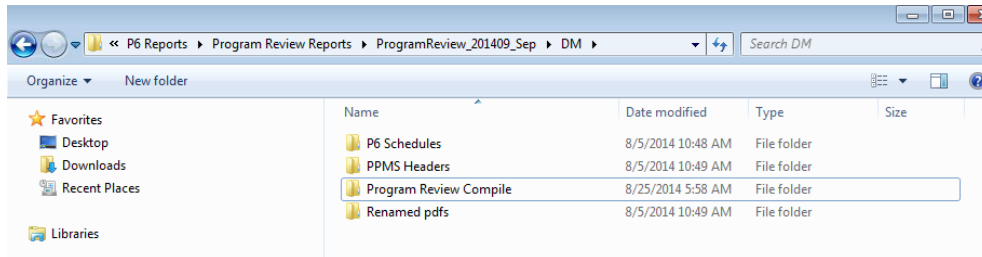 « P6 Reports ▸ Program Review Reports ▸ ProgramReview_201409_Sep ▸ DM ▸ Search DM
Organize ▾ New folder
Name Date modified Type Size
Favorites
Desktop
Downloads
Recent Places
Libraries
P6 Schedules 8/5/2014 10:48 AM File folder
PPMS Headers 8/5/2014 10:49 AM File folder
Program Review Compile 8/25/2014 5:58 AM File folder
Renamed pdfs 8/5/2014 10:49 AM File folder